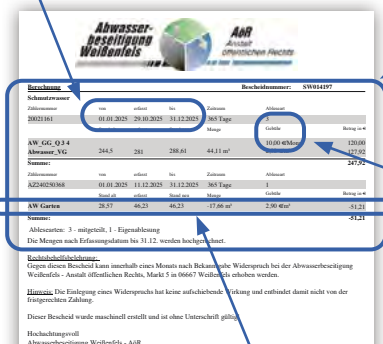 Abwasser-
beseitigung
Weißenfels
AöR
Anstalt
öffentlichen Rechts
Berechnung Bescheidnummer: SW014197
Schmutzwasser
Zählernummer von erfasst bis Zeitraum Ableseart
20021161 01.01.2025 29.10.2025 31.12.2025 365 Tage 3
Menge Gebühr Betrag in €
AW_GG_Q3 4 10,00 €/Monat 120,00
Abwasser_VG 244,5 281 288,61 44,11 m³ 127,92
Summe: 247,92
Zählernummer von erfasst bis Zeitraum Ableseart
AZ240250368 01.01.2025 11.12.2025 31.12.2025 365 Tage 1
Stand alt erfasst Stand neu Menge Gebühr Betrag in €
AW Garten 28,57 46,23 46,23 -17,66 m³ 2,90 €/m³ -51,21
Summe: -51,21
Ablesearten: 3 - mitgeteilt, 1 - Eigenablesung
Die Mengen nach Erfassungsdatum bis 31.12. werden hochgerechnet.
Rechtsbehelfsbelehrung:
Gegen diesen Bescheid kann innerhalb eines Monats nach Bekanntgabe Widerspruch bei der Abwasserbeseitigung
Weißenfels - Anstalt öffentlichen Rechts, Markt 5 in 06667 Weißenfels erhoben werden.
Hinweis: Die Einlegung eines Widerspruchs hat keine aufschiebende Wirkung und entbindet damit nicht von der
fristgerechten Zahlung.
Dieser Bescheid wurde maschinell erstellt und ist ohne Unterschrift gültig.
Hochachtungsvoll
Abwasserbeseitigung Weißenfels - AöR